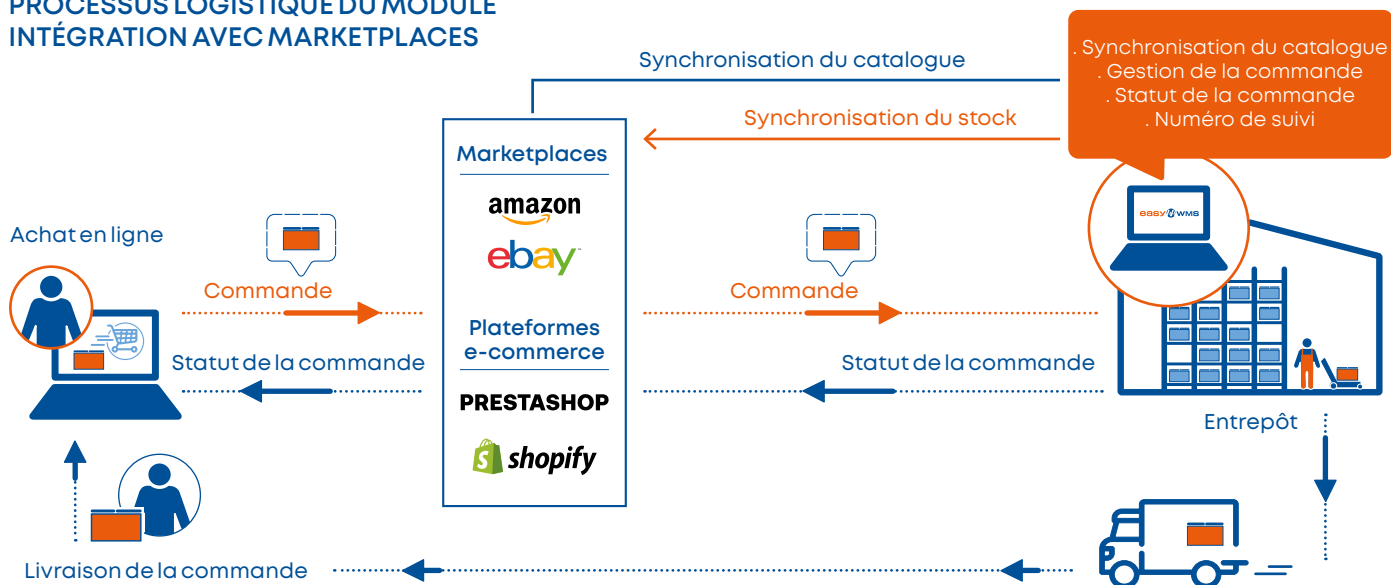 PROCESSUS LOGISTIQUE DU MODULE
INTÉGRATION AVEC MARKETPLACES
Synchronisation du catalogue
Synchronisation du stock
. Synchronisation du catalogue
. Gestion de la commande
. Statut de la commande
. Numéro de suivi
easy WMS
Marketplaces
amazon
ebay
Plateformes
e-commerce
PRESTASHOP
shopify
Achat en ligne
Commande
Statut de la commande
Commande
Statut de la commande
Entrepôt
Livraison de la commande